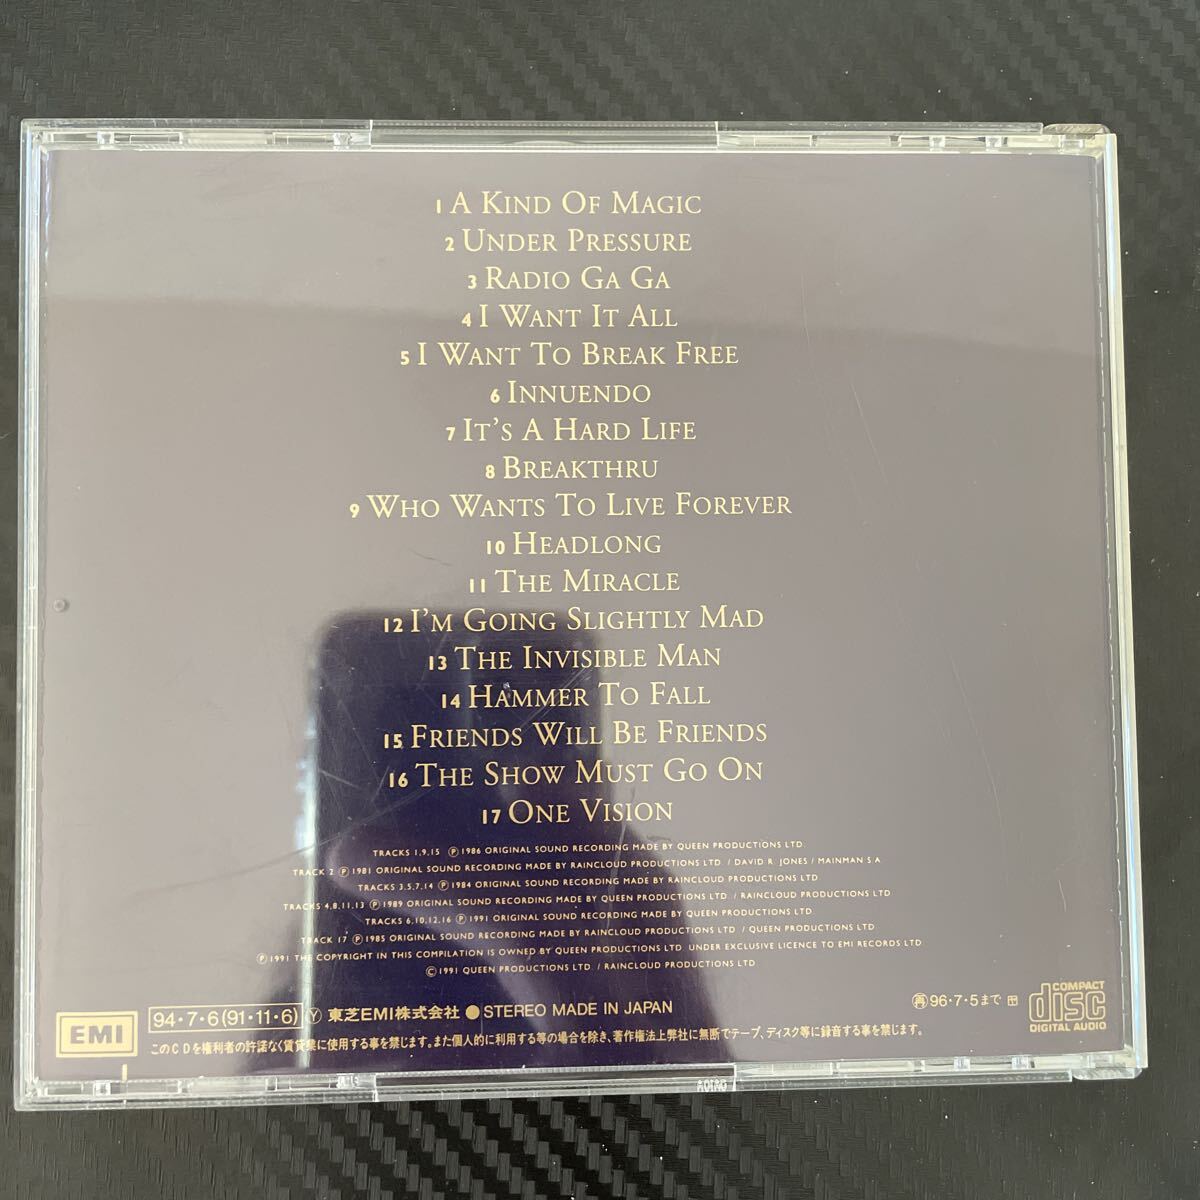 1 A KIND OF MAGIC
2 UNDER PRESSURE
3 RADIO GA GA
4 I WANT IT ALL
5 I WANT TO BREAK FREE
6 INNUENDO
7 IT'S A HARD LIFE
8 BREAKTHRU
9 WHO WANTS TO LIVE FOREVER
10 HEADLONG
11 THE MIRACLE
12 I'M GOING SLIGHTLY MAD
13 THE INVISIBLE MAN
14 HAMMER TO FALL
15 FRIENDS WILL BE FRIENDS
16 THE SHOW MUST GO ON
17 ONE VISION
TRACKS 1,9,15 Ⓟ 1986 ORIGINAL SOUND RECORDING MADE BY QUEEN PRODUCTIONS LTD.
TRACK 2 Ⓟ 1981 ORIGINAL SOUND RECORDING MADE BY RAINCLOUD PRODUCTIONS LTD. / DAVID R. JONES / MAINMAN S.A.
TRACKS 3,5,7,14 Ⓟ 1984 ORIGINAL SOUND RECORDING MADE BY RAINCLOUD PRODUCTIONS LTD
TRACKS 4,8,11,13 Ⓟ 1989 ORIGINAL SOUND RECORDING MADE BY QUEEN PRODUCTIONS LTD. / RAINCLOUD PRODUCTIONS LTD
TRACKS 6,10,12,16 Ⓟ 1991 ORIGINAL SOUND RECORDING MADE BY QUEEN PRODUCTIONS LTD.
TRACK 17 Ⓟ 1985 ORIGINAL SOUND RECORDING MADE BY RAINCLOUD PRODUCTIONS LTD / QUEEN PRODUCTIONS LTD
Ⓟ 1991 THE COPYRIGHT IN THIS COMPILATION IS OWNED BY QUEEN PRODUCTIONS LTD. UNDER EXCLUSIVE LICENCE TO EMI RECORDS LTD
© 1991 QUEEN PRODUCTIONS LTD. / RAINCLOUD PRODUCTIONS LTD
EMI
94・7・6(91・11・6) Ⓨ 東芝EMI株式会社 ● STEREO MADE IN JAPAN
再96・7・5まで
COMPACT
disc
DIGITAL AUDIO
このCDを権利者の許諾なく賃貸業に使用する事を禁じます。また個人的に利用する等の場合を除き、著作権法上弊社に無断でテープ、ディスク等に録音する事を禁じます。